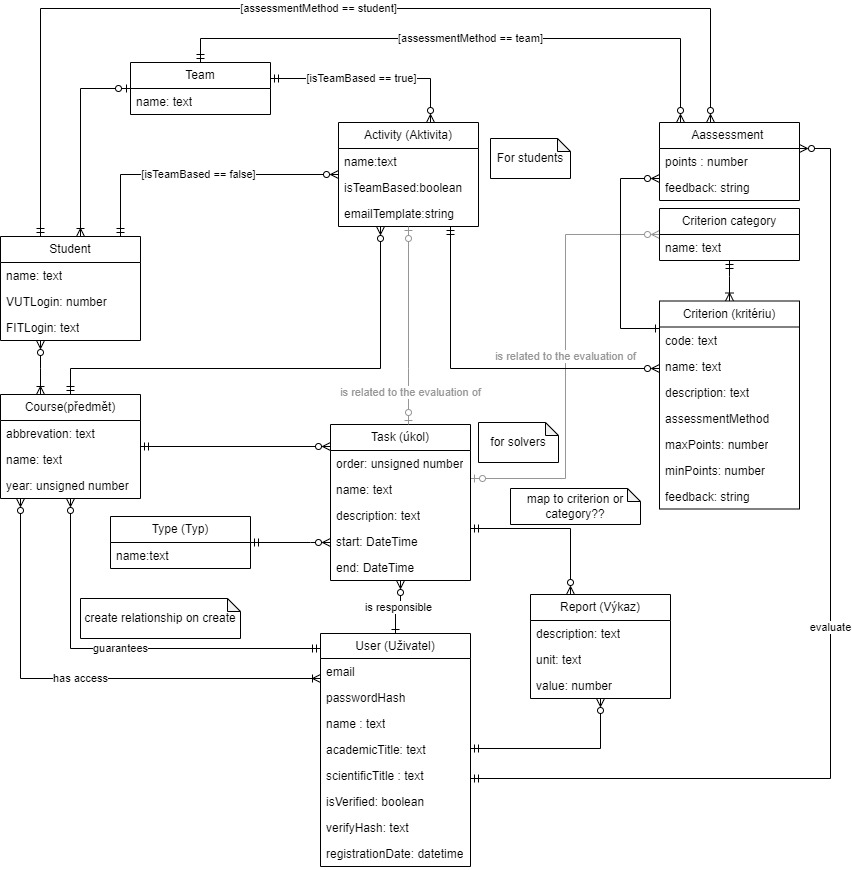 [assessmentMethod == student]
[assessmentMethod == team]
Team
name: text
[isTeamBased == true]
Activity (Aktivita)
name:text
isTeamBased:boolean
emailTemplate:string
For students
Aassessment
points : number
feedback: string
[isTeamBased == false]
Criterion category
name: text
Student
name: text
VUTLogin: number
FITLogin: text
Criterion (kritériu)
code: text
name: text
description: text
assessmentMethod
maxPoints: number
minPoints: number
feedback: string
is related to the evaluation of
is related to the evaluation of
Course(předmět)
abbrevation: text
name: text
year: unsigned number
Task (úkol)
order: unsigned number
name: text
description: text
start: DateTime
end: DateTime
for solvers
map to criterion or
category??
Type (Typ)
name:text
is responsible
Report (Výkaz)
description: text
unit: text
value: number
create relationship on create
evaluate
guarantees
has access
User (Uživatel)
email
passwordHash
name : text
academicTitle: text
scientificTitle : text
isVerified: boolean
verifyHash: text
registrationDate: datetime